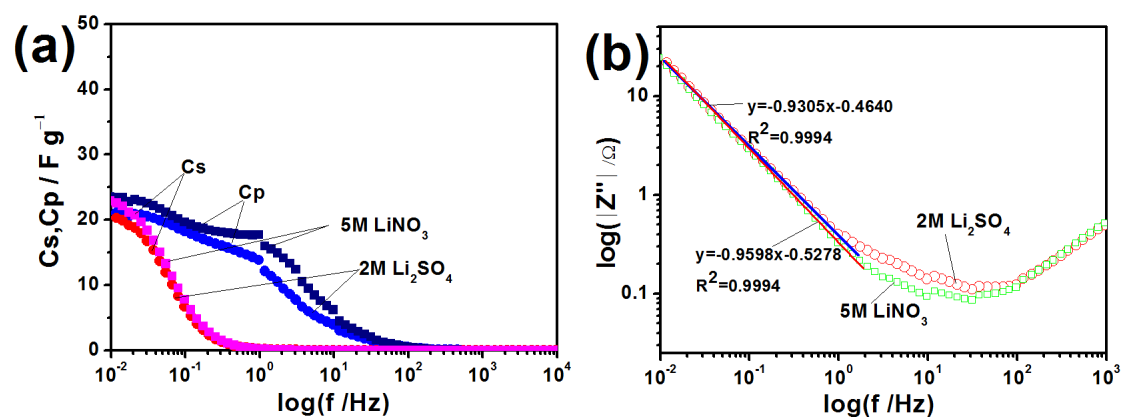 (a)
Cs,Cp / F g⁻¹
50
40
30
20
10
0
Cs
Cp
5M LiNO₃
2M Li₂SO₄
10⁻² 10⁻¹ 10⁰ 10¹ 10² 10³ 10⁴
log(f /Hz)
(b)
log( | Z'' | /Ω)
10
1
0.1
y=-0.9305x-0.4640
R²=0.9994
2M Li₂SO₄
y=-0.9598x-0.5278
R²=0.9994
5M LiNO₃
10⁻² 10⁻¹ 10⁰ 10¹ 10² 10³
log(f /Hz)